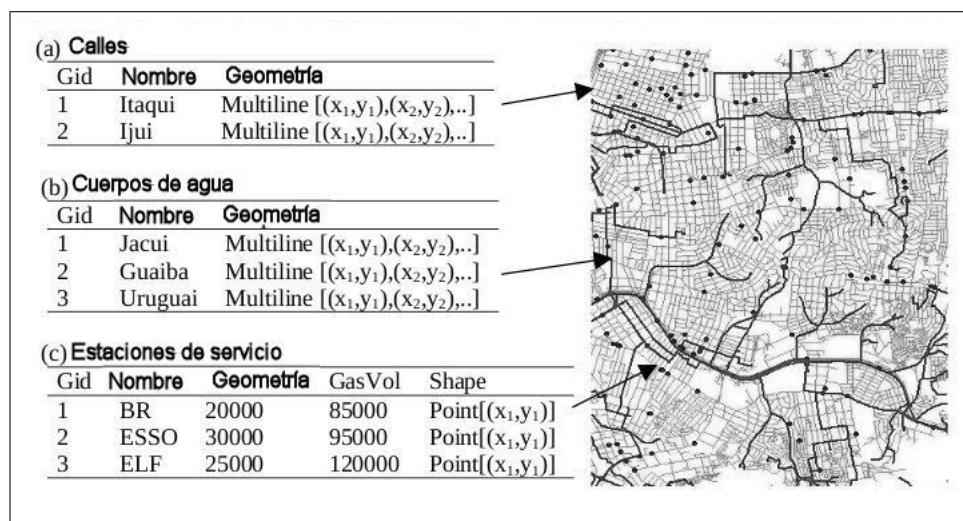 (a) Calles
Gid Nombre Geometría
1 Itaqui Multiline [(x₁,y₁),(x₂,y₂),..]
2 Ijui Multiline [(x₁,y₁),(x₂,y₂),..]
(b) Cuerpos de agua
Gid Nombre Geometría
1 Jacui Multiline [(x₁,y₁),(x₂,y₂),..]
2 Guaiba Multiline [(x₁,y₁),(x₂,y₂),..]
3 Uruguai Multiline [(x₁,y₁),(x₂,y₂),..]
(c) Estaciones de servicio
Gid Nombre Geometría GasVol Shape
1 BR 20000 85000 Point[(x₁,y₁)]
2 ESSO 30000 95000 Point[(x₁,y₁)]
3 ELF 25000 120000 Point[(x₁,y₁)]